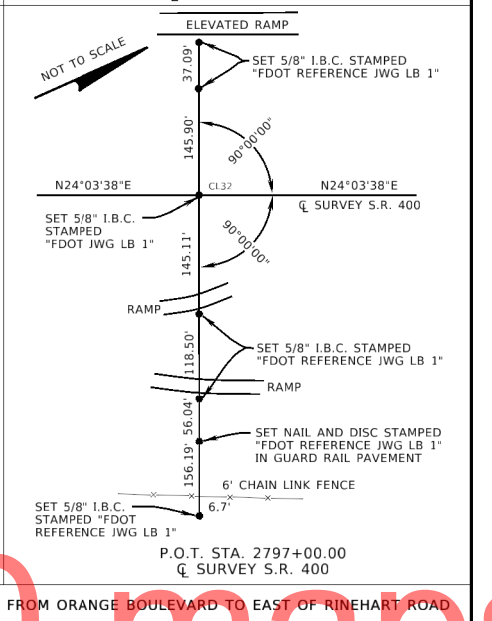 ELEVATED RAMP
NOT TO SCALE
37.09'
SET 5/8" I.B.C. STAMPED
"FDOT REFERENCE JWG LB 1"
145.90'
90°00'00"
N24°03'38"E
CL32
N24°03'38"E
℄ SURVEY S.R. 400
SET 5/8" I.B.C.
STAMPED
"FDOT JWG LB 1"
90°00'00"
145.11'
RAMP
118.50'
SET 5/8" I.B.C. STAMPED
"FDOT REFERENCE JWG LB 1"
RAMP
56.04'
SET NAIL AND DISC STAMPED
"FDOT REFERENCE JWG LB 1"
IN GUARD RAIL PAVEMENT
156.19'
6' CHAIN LINK FENCE
SET 5/8" I.B.C.
STAMPED "FDOT
REFERENCE JWG LB 1"
6.7'
P.O.T. STA. 2797+00.00
℄ SURVEY S.R. 400
FROM ORANGE BOULEVARD TO EAST OF RINEHART ROAD